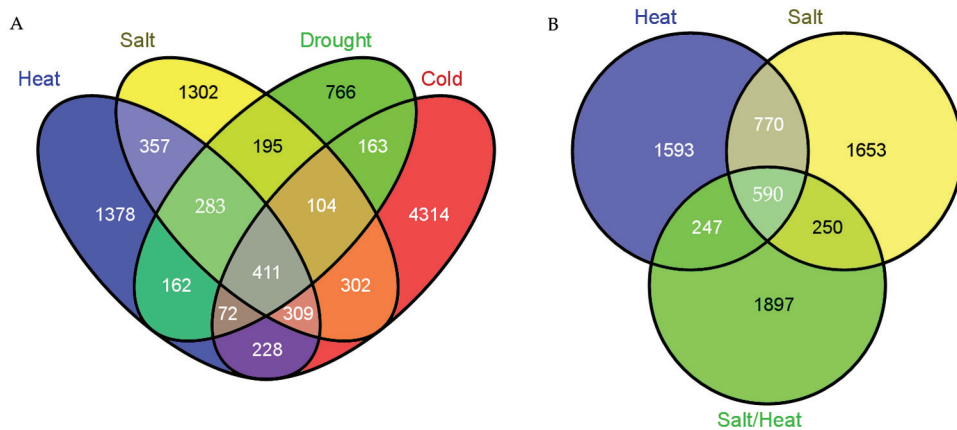 A
Heat
Salt
Drought
Cold
1302
766
357
195
163
1378
283
104
4314
162
411
302
72
309
228
B
Heat
Salt
770
1593
1653
590
247
250
1897
Salt/Heat